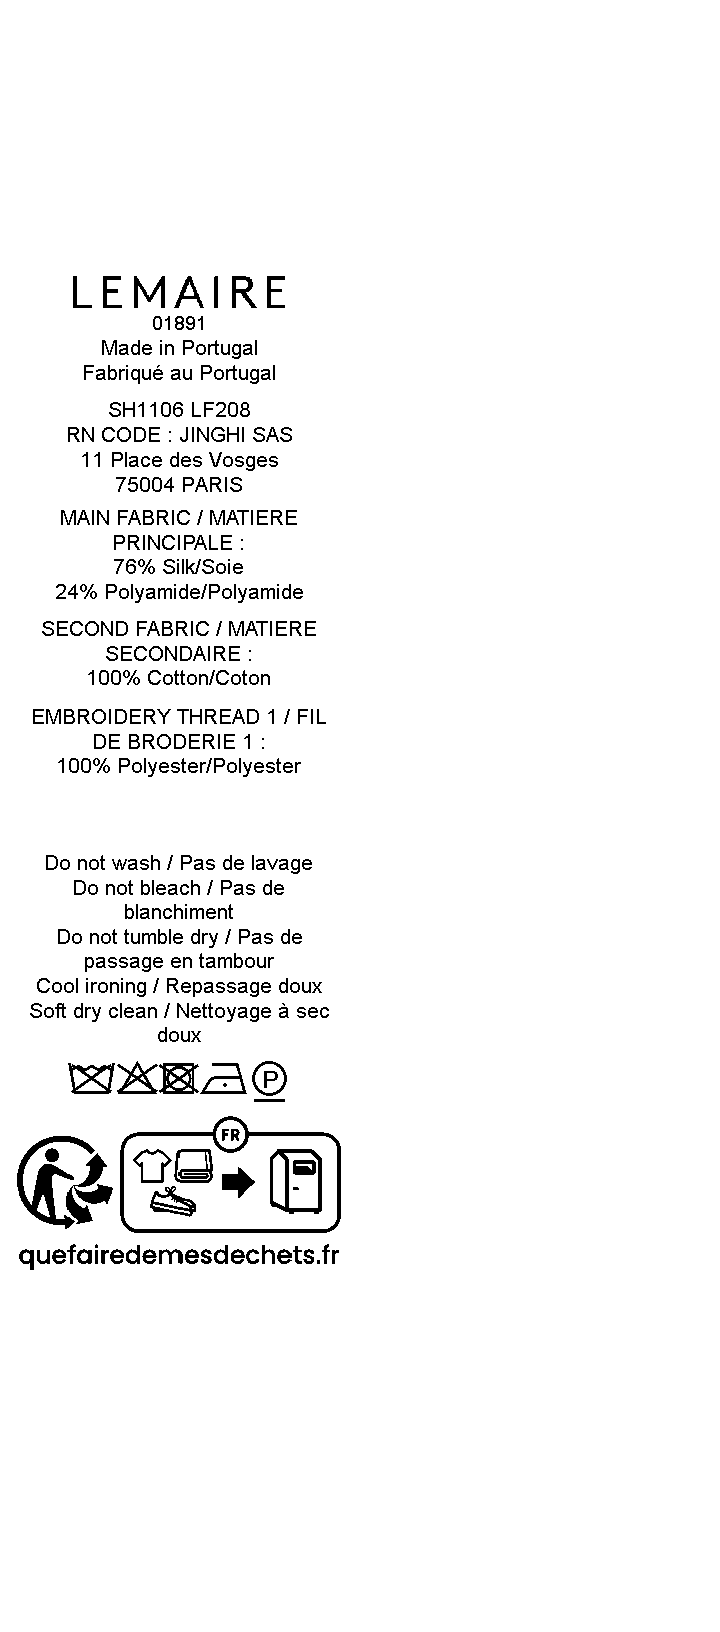 LEMAIRE
01891
Made in Portugal
Fabriqué au Portugal
SH1106 LF208
RN CODE : JINGHI SAS
11 Place des Vosges
75004 PARIS
MAIN FABRIC / MATIERE
PRINCIPALE :
76% Silk/Soie
24% Polyamide/Polyamide
SECOND FABRIC / MATIERE
SECONDAIRE :
100% Cotton/Coton
EMBROIDERY THREAD 1 / FIL
DE BRODERIE 1 :
100% Polyester/Polyester
Do not wash / Pas de lavage
Do not bleach / Pas de
blanchiment
Do not tumble dry / Pas de
passage en tambour
Cool ironing / Repassage doux
Soft dry clean / Nettoyage à sec
doux
P
FR
quefairedemesdechets.fr